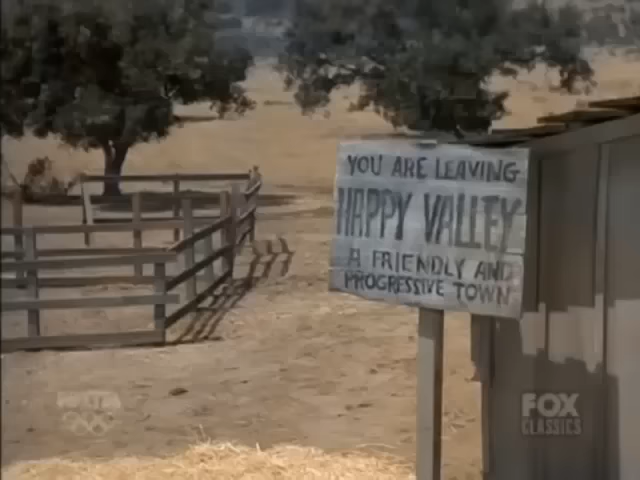 YOU ARE LEAVING
HAPPY VALLEY
A FRIENDLY AND
PROGRESSIVE TOWN
FOX
CLASSICS